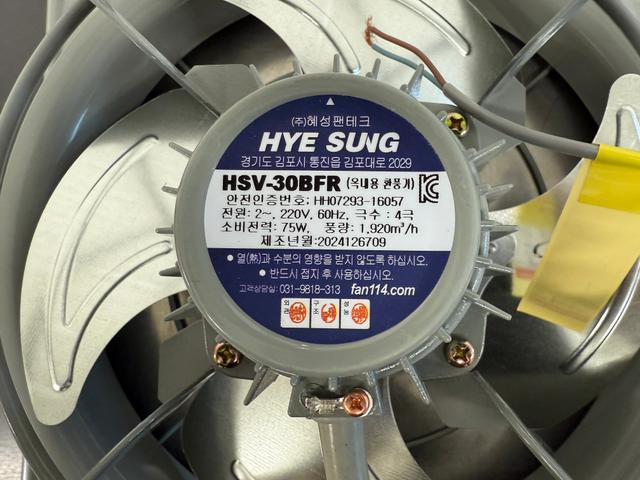 ▲
(주)혜성팬테크
HYE SUNG
경기도 김포시 통진읍 김포대로 2029
HSV-30BFR (옥내용 환풍기)
안전인증번호: HH07293-16057
전원: 2~, 220V, 60Hz, 극수 : 4극
소비전력: 75W, 풍량: 1,920m³/h
제조년월:2024126709
● 열(熱)과 수분의 영향을 받지 않도록 하십시오.
● 반드시 접지 후 사용하십시오.
고객상담실: 031-9818-313 fan114.com